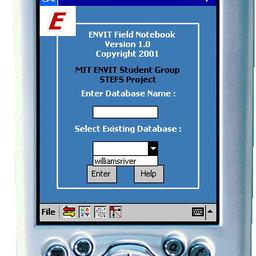 E
ENVIT Field Notebook
Version 1.0
Copyright 2001
MIT ENVIT Student Group
STEFS Project
Enter Database Name :
Select Existing Database :
williamsriver
Enter Help
File